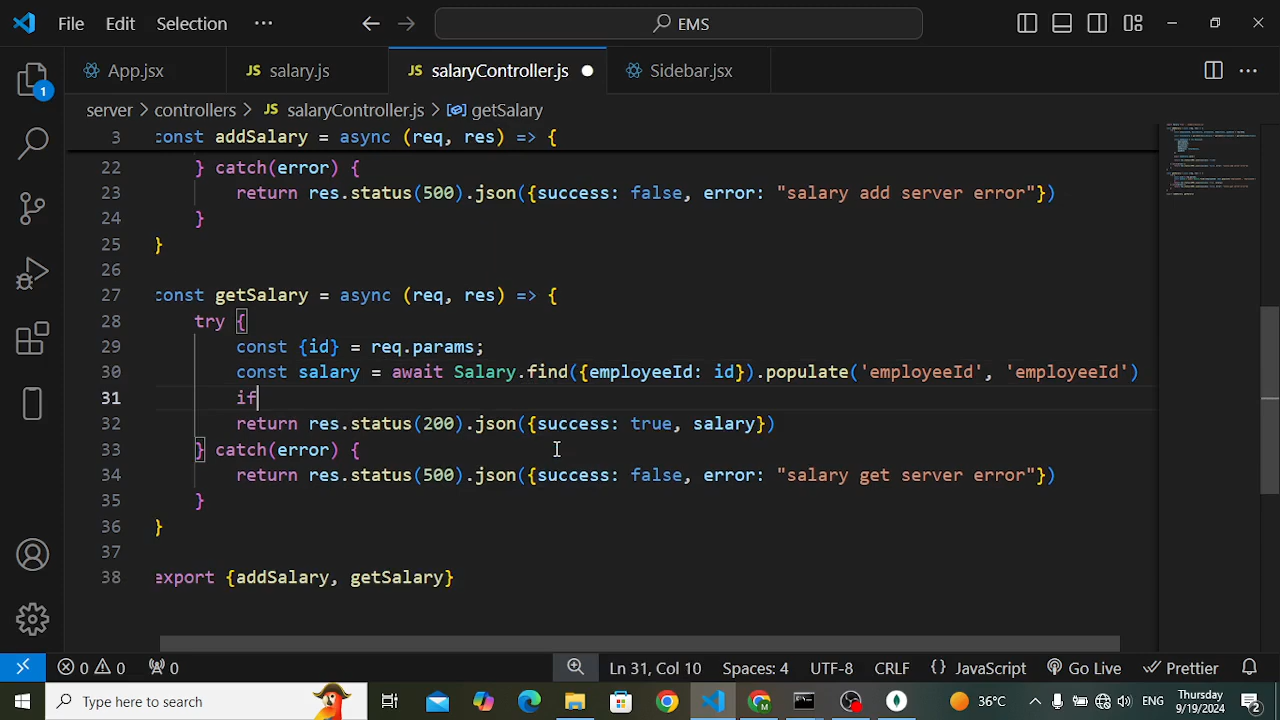 File Edit Selection ··· EMS
App.jsx salary.js salaryController.js Sidebar.jsx
server > controllers > JS salaryController.js > getSalary
3 const addSalary = async (req, res) => {
22 } catch(error) {
23 return res.status(500).json({success: false, error: "salary add server error"})
24 }
25 }
26
27 const getSalary = async (req, res) => {
28 try {
29 const {id} = req.params;
30 const salary = await Salary.find({employeeId: id}).populate('employeeId', 'employeeId')
31 if
32 return res.status(200).json({success: true, salary})
33 } catch(error) {
34 return res.status(500).json({success: false, error: "salary get server error"})
35 }
36 }
37
38 export {addSalary, getSalary}
0 0 0 Ln 31, Col 10 Spaces: 4 UTF-8 CRLF {} JavaScript Go Live Prettier
Type here to search 36°C ENG Thursday 9/19/2024 2
1